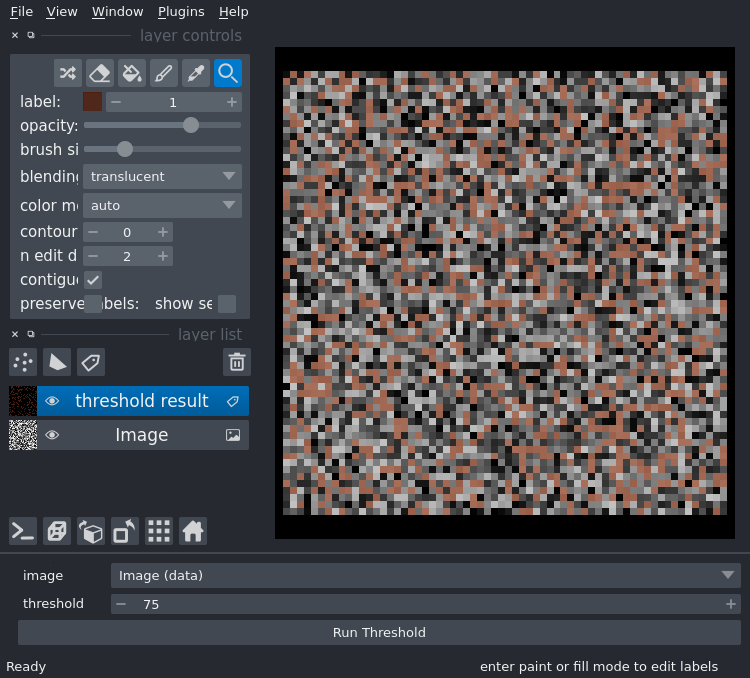 File View Window Plugins Help
layer controls
label: 1
opacity:
brush si
blending translucent
color m auto
contour 0
n edit d 2
contigu
preserve abels: show se
layer list
threshold result
Image
image Image (data)
threshold 75
Run Threshold
Ready enter paint or fill mode to edit labels